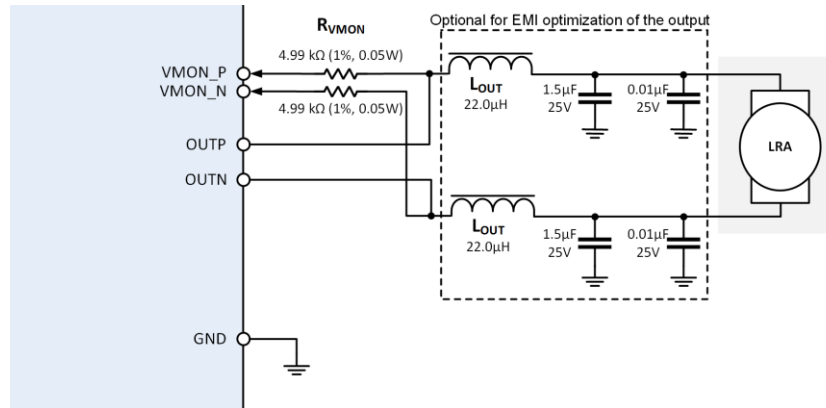 Optional for EMI optimization of the output
RVMON
4.99 kΩ (1%, 0.05W)
VMON_P
VMON_N
4.99 kΩ (1%, 0.05W)
OUTP
OUTN
LOUT
22.0µH
1.5µF
25V
0.01µF
25V
LRA
LOUT
22.0µH
1.5µF
25V
0.01µF
25V
GND